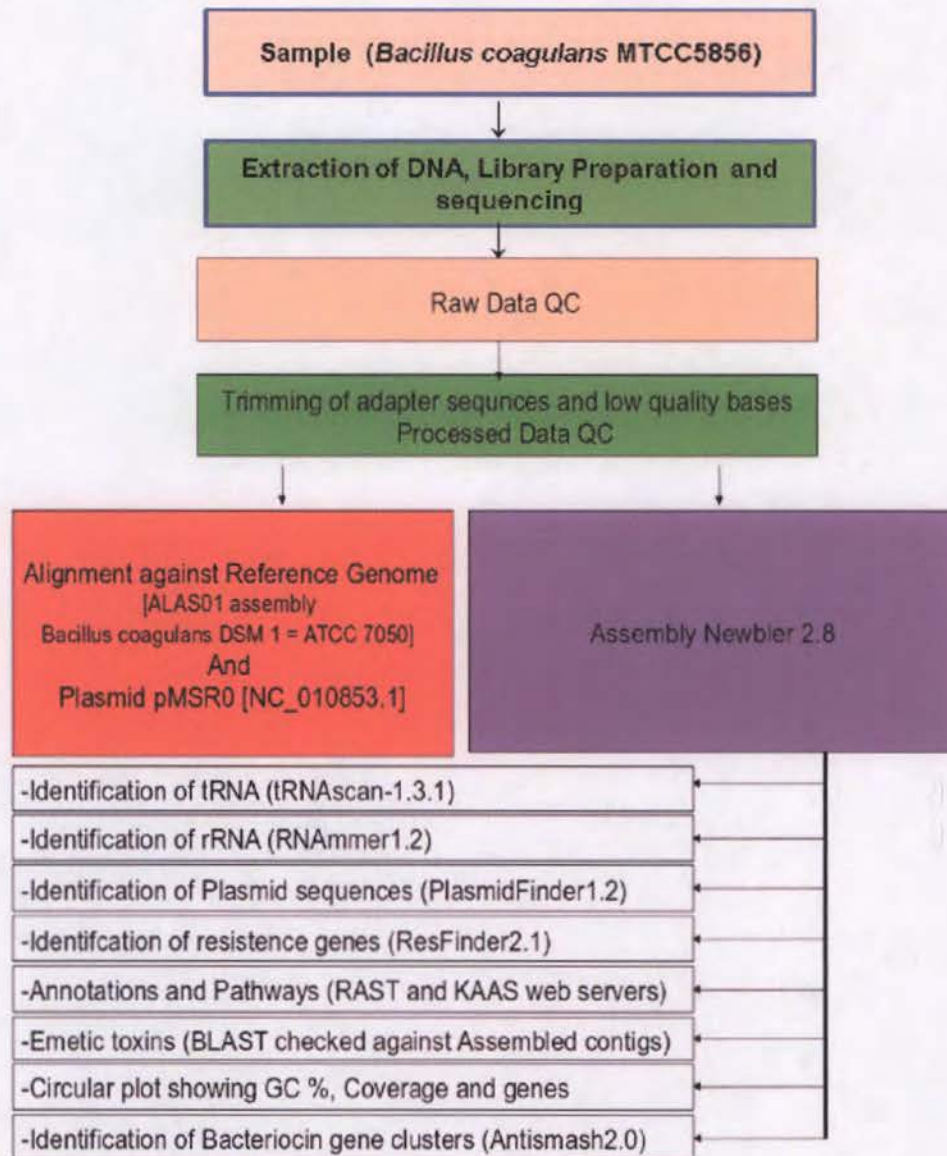 Sample (Bacillus coagulans MTCC5856)
Extraction of DNA, Library Preparation and
sequencing
Raw Data QC
Trimming of adapter sequnces and low quality bases
Processed Data QC
Alignment against Reference Genome
[ALAS01 assembly
Bacillus coagulans DSM 1 = ATCC 7050]
And
Plasmid pMSR0 [NC_010853.1]
Assembly Newbler 2.8
-Identification of tRNA (tRNAscan-1.3.1)
-Identification of rRNA (RNAmmer1.2)
-Identification of Plasmid sequences (PlasmidFinder1.2)
-Identifcation of resistence genes (ResFinder2.1)
-Annotations and Pathways (RAST and KAAS web servers)
-Emetic toxins (BLAST checked against Assembled contigs)
-Circular plot showing GC %, Coverage and genes
-Identification of Bacteriocin gene clusters (Antismash2.0)